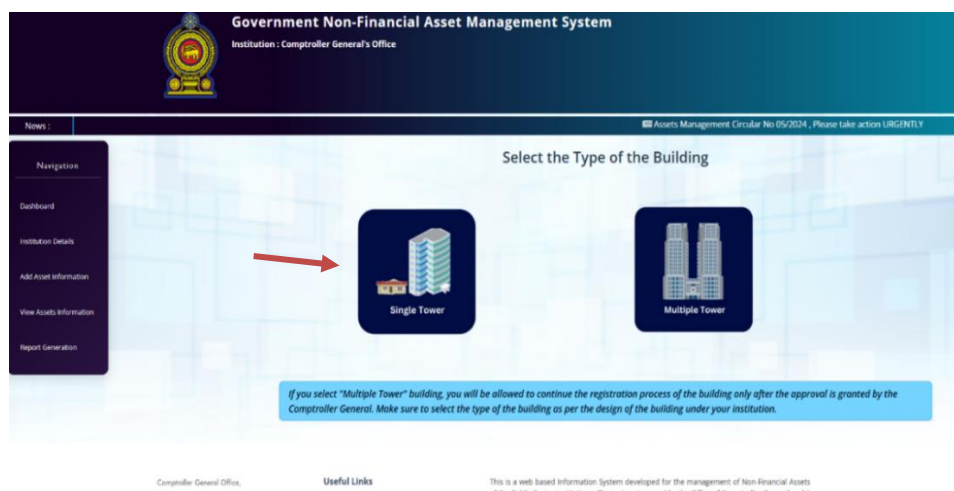 Government Non-Financial Asset Management System
Institution : Comptroller General's Office
News :
Assets Management Circular No 05/2024 , Please take action URGENTLY
Navigation
Dashboard
Institution Details
Add Asset Information
View Assets Information
Report Generation
Select the Type of the Building
Single Tower
Multiple Tower
If you select "Multiple Tower" building, you will be allowed to continue the registration process of the building only after the approval is granted by the
Comptroller General. Make sure to select the type of the building as per the design of the building under your institution.
Comptroller General Office,
Useful Links
This is a web based Information System developed for the management of Non-Financial Assets